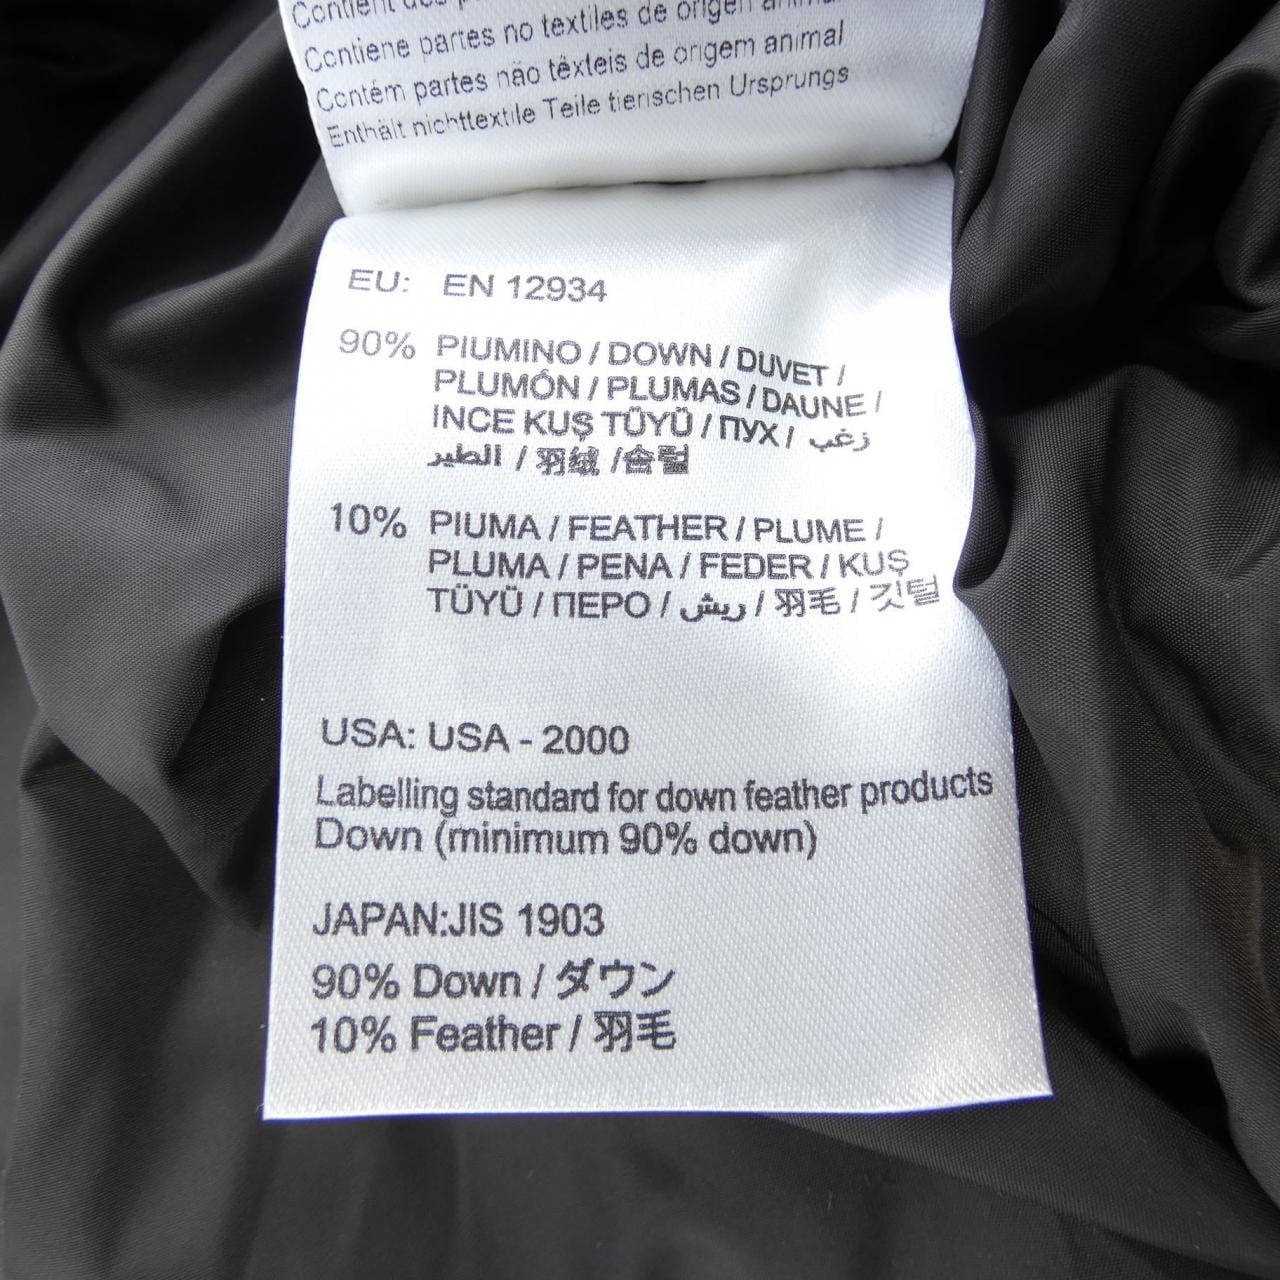 Contient des
Contiene partes no textiles de origen animal
Contém partes não têxteis de origem animal
Enthält nichttextile Teile tierischen Ursprungs
EU: EN 12934
90% PIUMINO / DOWN / DUVET /
PLUMÓN / PLUMAS / DAUNE /
INCE KUŞ TÜYÜ / ПУХ / زغب
الطير / 羽绒 / 솜털
10% PIUMA / FEATHER / PLUME /
PLUMA / PENA / FEDER / KUŞ
TÜYÜ / ПЕРО / ريش / 羽毛 / 깃털
USA: USA - 2000
Labelling standard for down feather products
Down (minimum 90% down)
JAPAN:JIS 1903
90% Down / ダウン
10% Feather / 羽毛